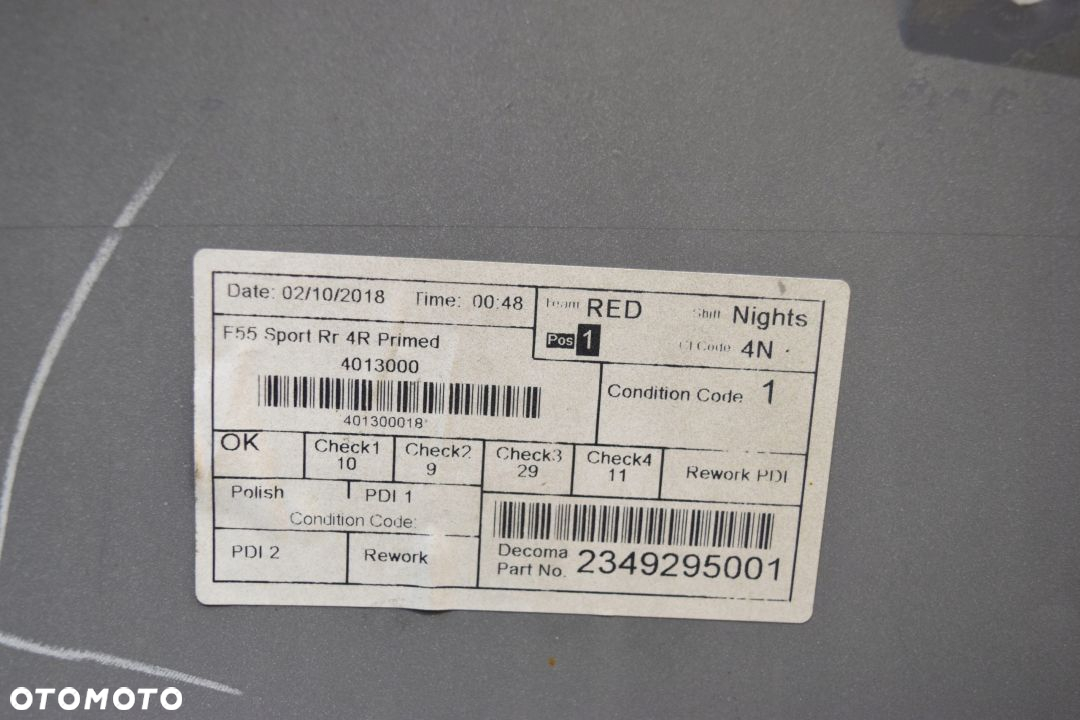 Date: 02/10/2018 Time: 00:48
Team RED Shift Nights
Pos 1 CI Code 4N
F55 Sport Rr 4R Primed
4013000
401300018
Condition Code 1
OK Check1 Check2 Check3 Check4 Rework PDI
10 9 29 11
Polish PDI 1
Condition Code:
PDI 2 Rework
Decoma
Part No. 2349295001
OTOMOTO